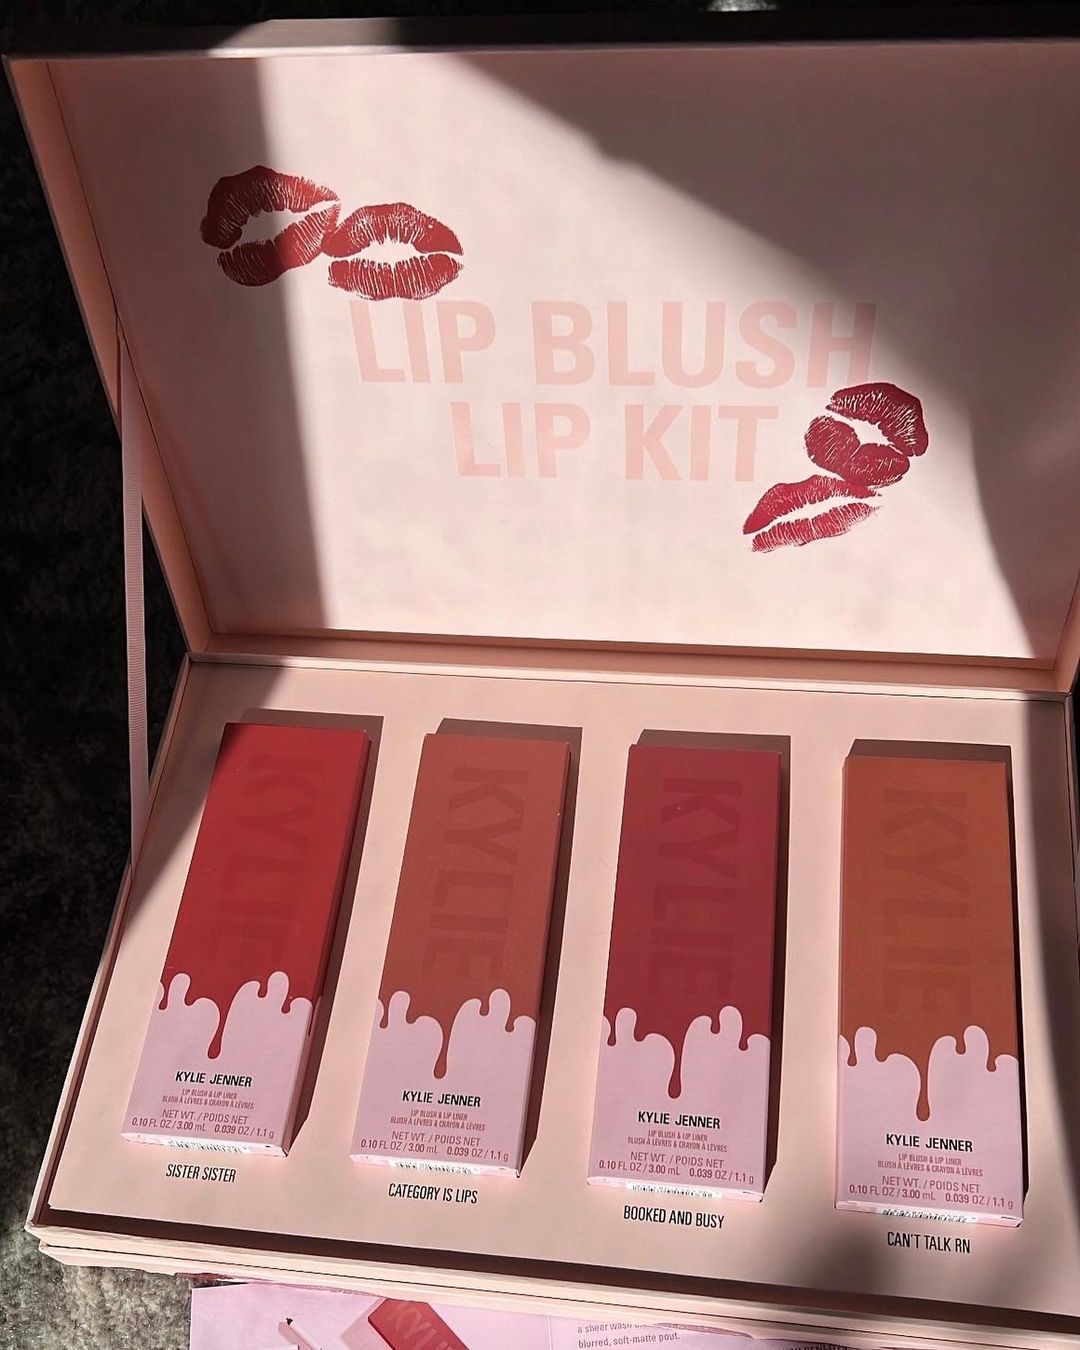 LIP BLUSH
LIP KIT
KYLIE
KYLIE JENNER
LIP BLUSH & LIP LINER
BLUSH À LÈVRES & CRAYON À LÈVRES
NET WT. / POIDS NET
0.10 FL OZ / 3.00 mL 0.039 OZ / 1.1 g
SISTER SISTER
KYLIE
KYLIE JENNER
LIP BLUSH & LIP LINER
BLUSH À LÈVRES & CRAYON À LÈVRES
NET WT. / POIDS NET
0.10 FL OZ / 3.00 mL 0.039 OZ / 1.1 g
CATEGORY IS LIPS
KYLIE
KYLIE JENNER
LIP BLUSH & LIP LINER
BLUSH À LÈVRES & CRAYON À LÈVRES
NET WT. / POIDS NET
0.10 FL OZ / 3.00 mL 0.039 OZ / 1.1 g
BOOKED AND BUSY
KYLIE
KYLIE JENNER
LIP BLUSH & LIP LINER
BLUSH À LÈVRES & CRAYON À LÈVRES
NET WT. / POIDS NET
0.10 FL OZ / 3.00 mL 0.039 OZ / 1.1 g
CAN'T TALK RN
a sheer
blurred, soft-matte pout.